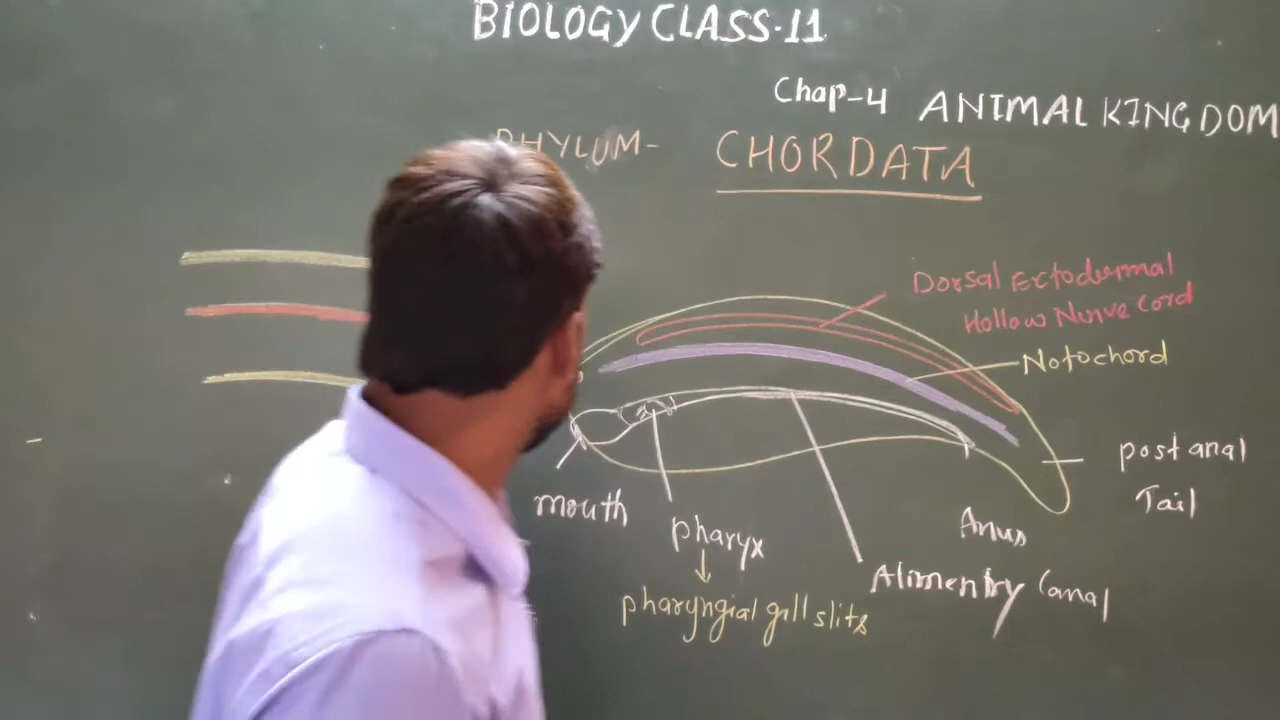 BIOLOGY CLASS-11
Chap-4 ANIMAL KINGDOM
PHYLUM- CHORDATA
Dorsal Ectodermal
Hollow Nerve Cord
Notochord
post anal
Tail
mouth
pharyx
Anus
Alimentry Canal
pharyngial gill slits